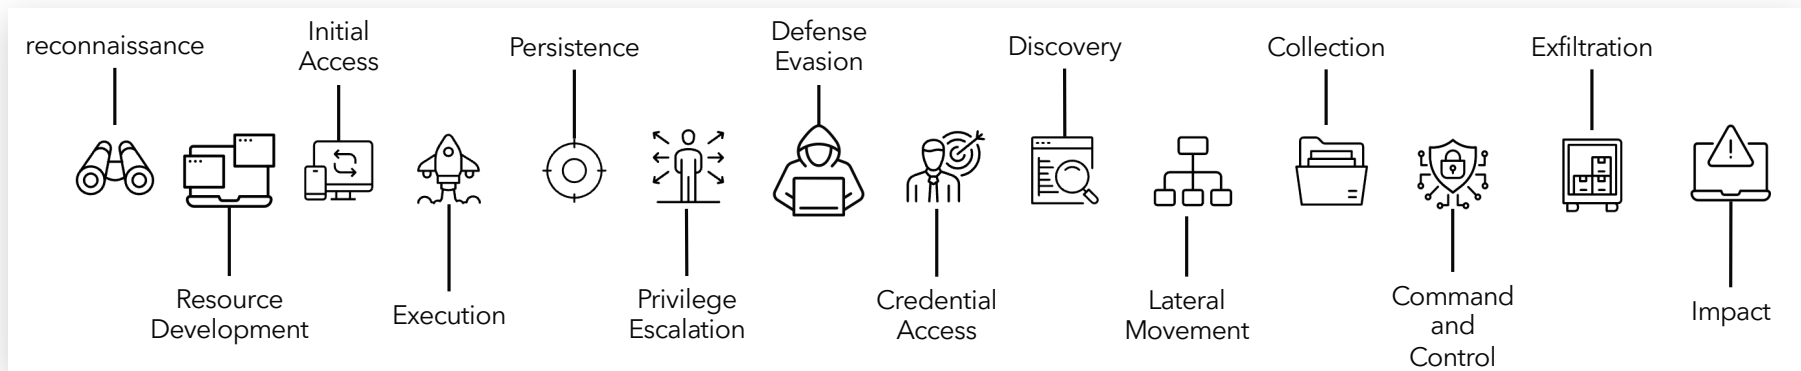 reconnaissance
Resource
Development
Initial
Access
Execution
Persistence
Privilege
Escalation
Defense
Evasion
Credential
Access
Discovery
Lateral
Movement
Collection
Command
and
Control
Exfiltration
Impact